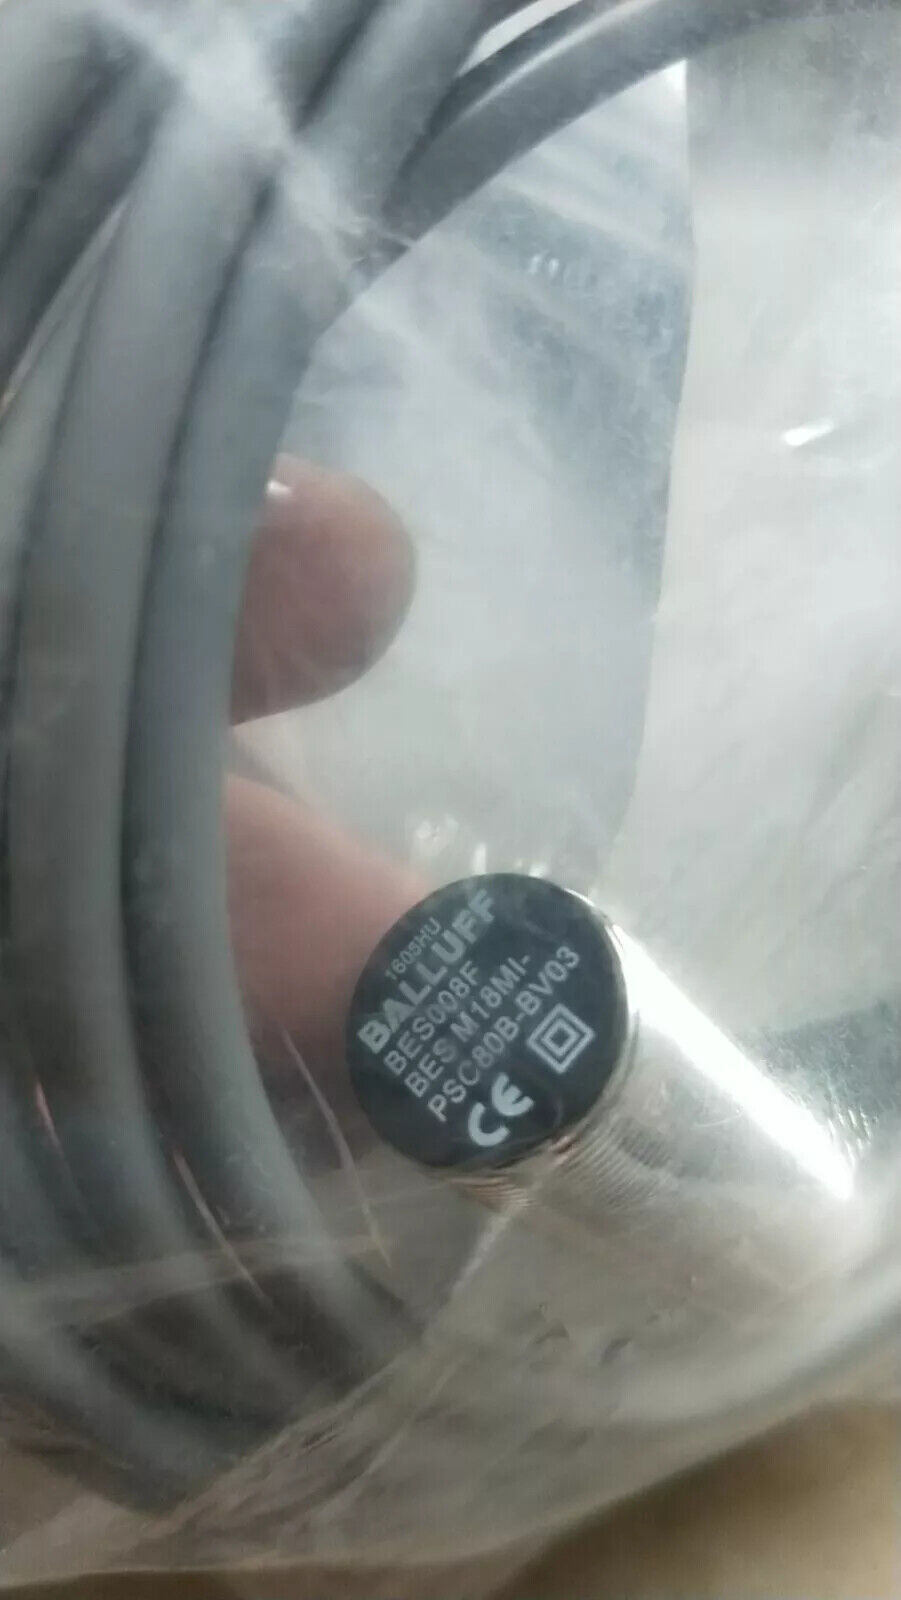 1605HU
BALLUFF
BES008F
BES M18MI-
PSC80B-BV03
CE